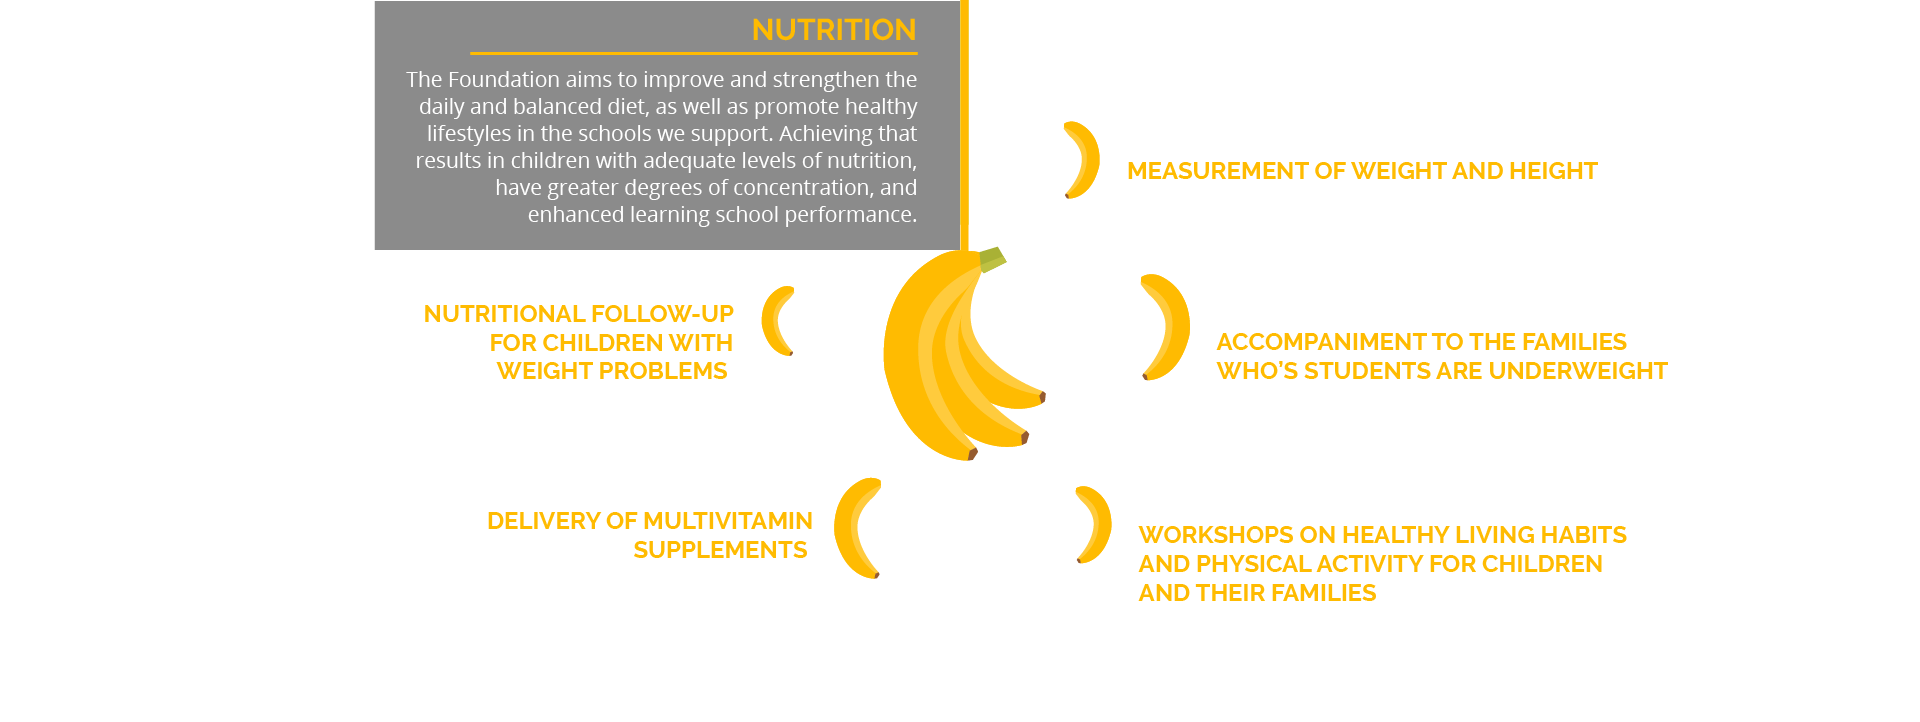 NUTRITION
The Foundation aims to improve and strengthen the
daily and balanced diet, as well as promote healthy
lifestyles in the schools we support. Achieving that
results in children with adequate levels of nutrition,
have greater degrees of concentration, and
enhanced learning school performance.
MEASUREMENT OF WEIGHT AND HEIGHT
NUTRITIONAL FOLLOW-UP
FOR CHILDREN WITH
WEIGHT PROBLEMS
ACCOMPANIMENT TO THE FAMILIES
WHO'S STUDENTS ARE UNDERWEIGHT
DELIVERY OF MULTIVITAMIN
SUPPLEMENTS
WORKSHOPS ON HEALTHY LIVING HABITS
AND PHYSICAL ACTIVITY FOR CHILDREN
AND THEIR FAMILIES